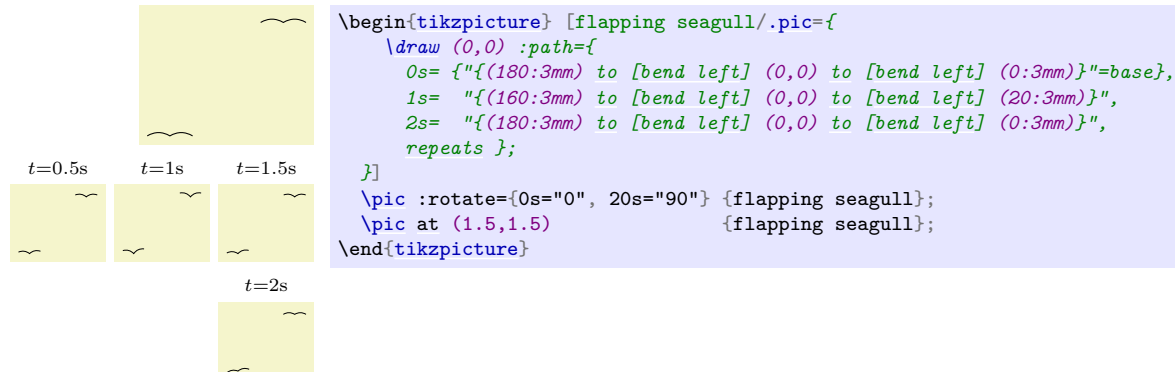 \begin{tikzpicture} [flapping seagull/.pic={
\draw (0,0) :path={
0s= {"{(180:3mm) to [bend left] (0,0) to [bend left] (0:3mm)}"=base},
1s= "{(160:3mm) to [bend left] (0,0) to [bend left] (20:3mm)}",
2s= "{(180:3mm) to [bend left] (0,0) to [bend left] (0:3mm)}",
repeats };
}]
\pic :rotate={0s="0", 20s="90"} {flapping seagull};
\pic at (1.5,1.5) {flapping seagull};
\end{tikzpicture}
t=0.5s t=1s t=1.5s
t=2s